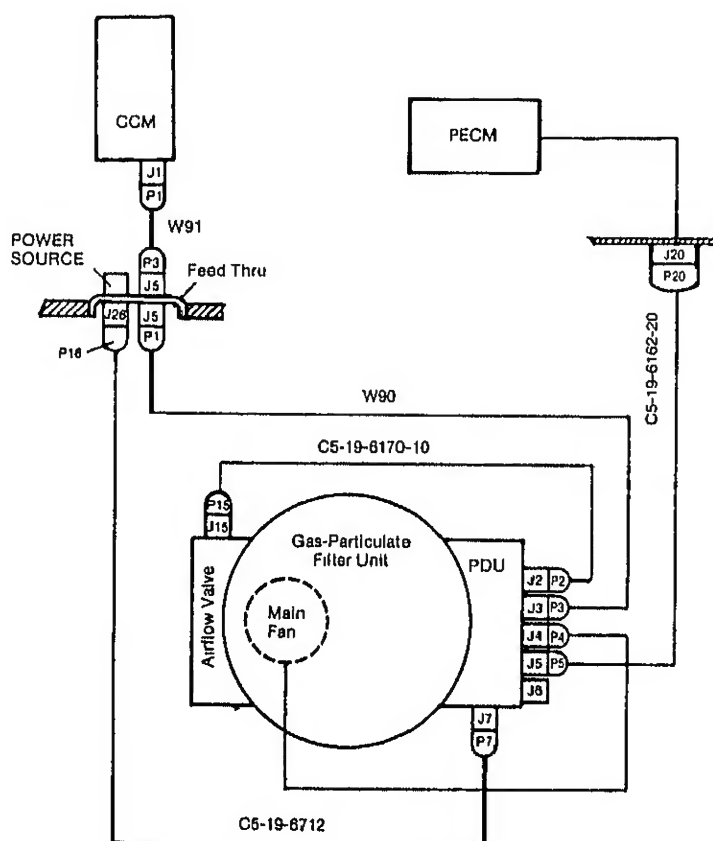 CCM
PECM
J1
P1
W91
POWER
SOURCE
P3
J5
Feed Thru
J20
P20
J26
J5
P16
P1
W90
C5-19-6162-20
C5-19-6170-10
P15
J15
Gas-Particulate
Filter Unit
PDU
Airflow Valve
Main
Fan
J2 P2
J3 P3
J4 P4
J5 P5
J6
J7
P7
C5-19-6712